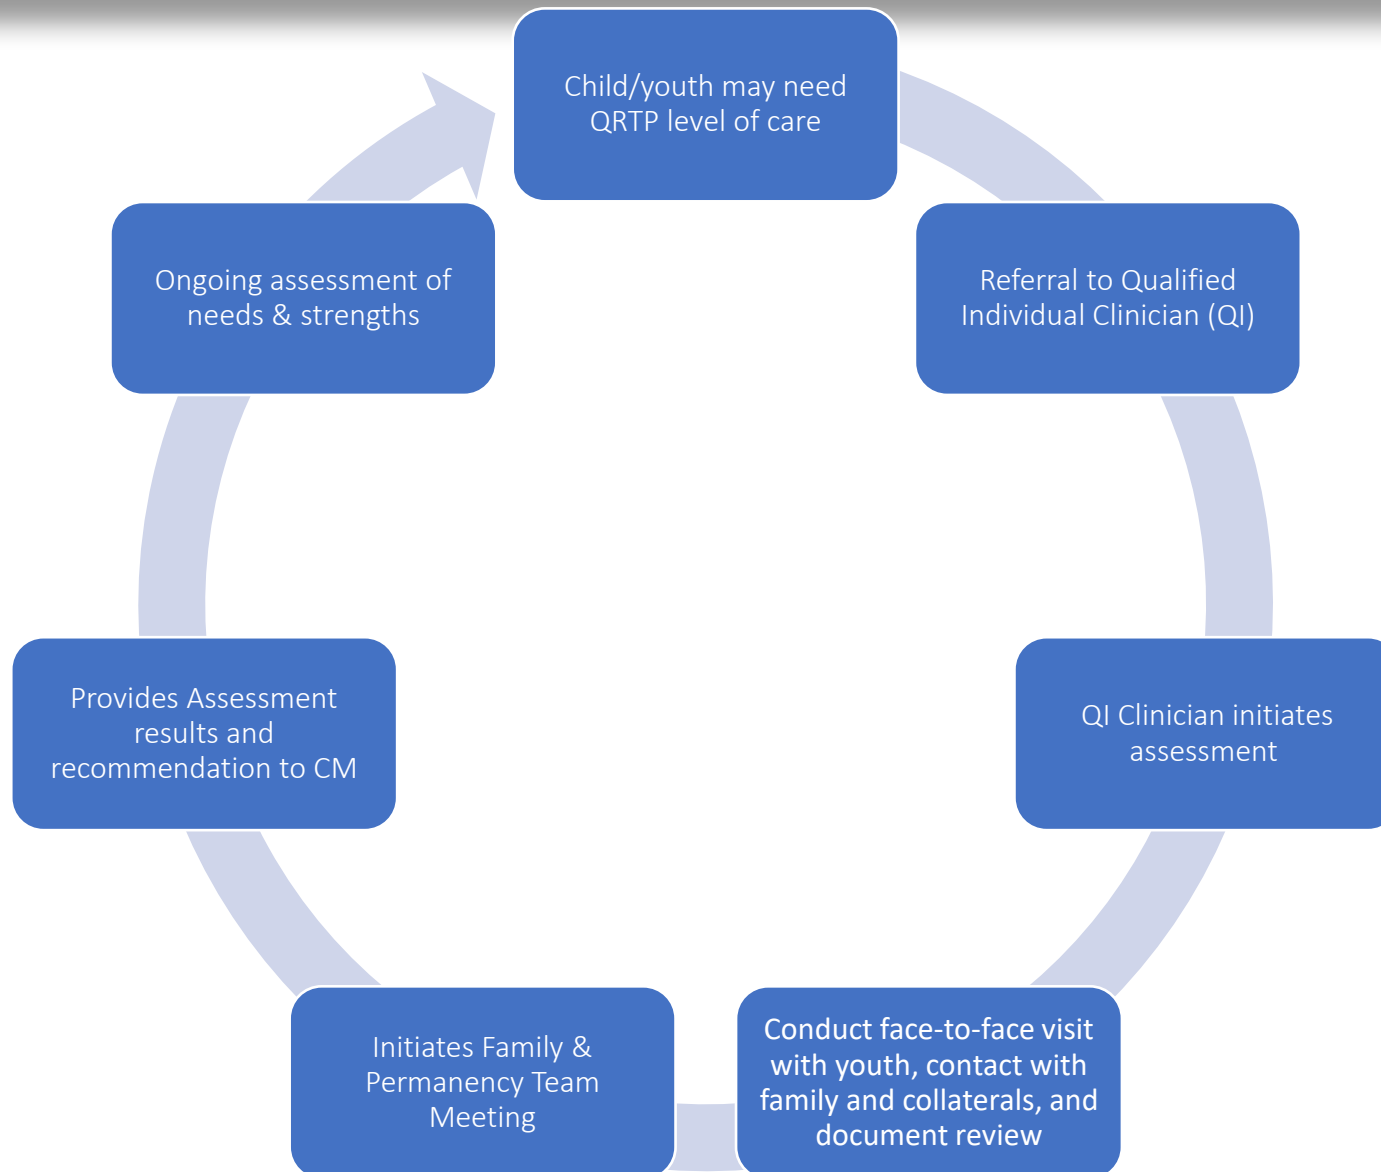 Child/youth may need
QRTP level of care
Referral to Qualified
Individual Clinician (QI)
QI Clinician initiates
assessment
Conduct face-to-face visit
with youth, contact with
family and collaterals, and
document review
Initiates Family &
Permanency Team
Meeting
Provides Assessment
results and
recommendation to CM
Ongoing assessment of
needs & strengths